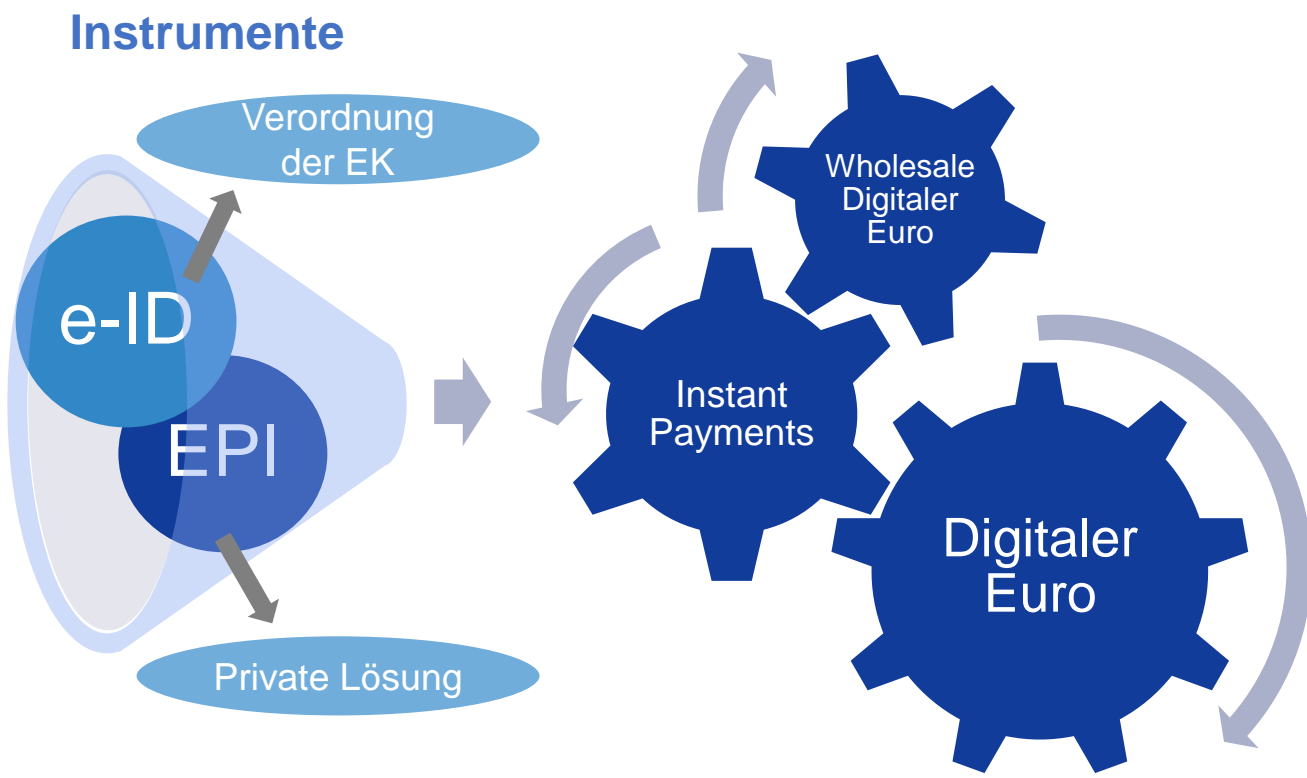 Instrumente
Verordnung
der EK
e-ID
EPI
Private Lösung
Wholesale
Digitaler
Euro
Instant
Payments
Digitaler
Euro